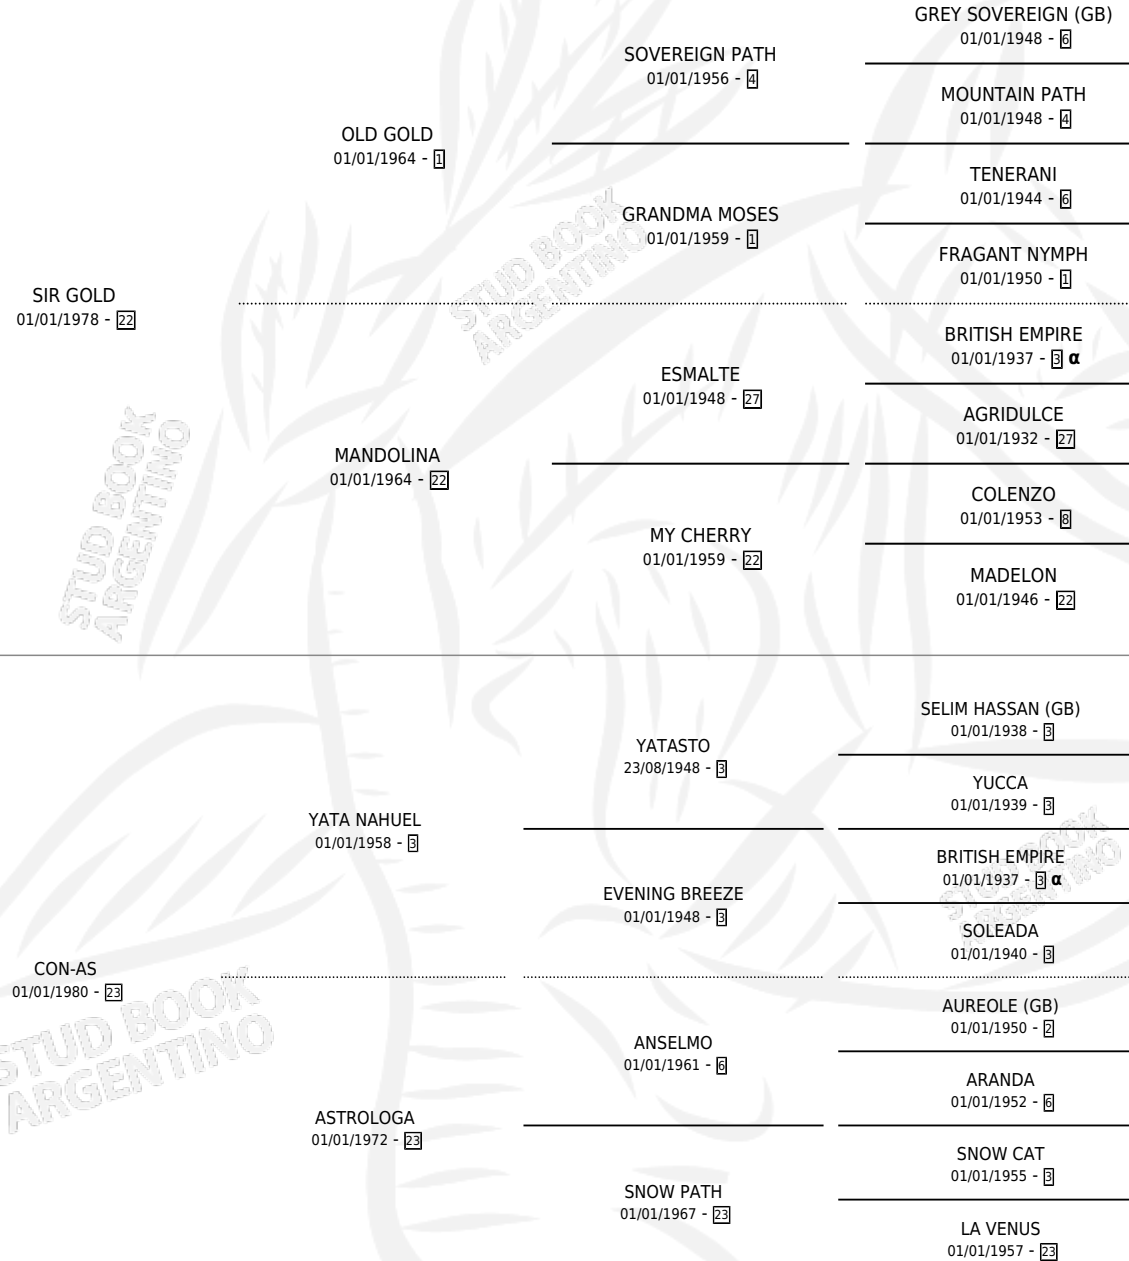 GREY SOVEREIGN (GB)
01/01/1948 - 6
SOVEREIGN PATH
01/01/1956 - 4
MOUNTAIN PATH
01/01/1948 - 4
OLD GOLD
01/01/1964 - 1
TENERANI
01/01/1944 - 6
GRANDMA MOSES
01/01/1959 - 1
FRAGANT NYMPH
01/01/1950 - 1
SIR GOLD
01/01/1978 - 22
BRITISH EMPIRE
01/01/1937 - 3 α
ESMALTE
01/01/1948 - 27
AGRIDULCE
01/01/1932 - 27
MANDOLINA
01/01/1964 - 22
COLENZO
01/01/1953 - 8
MY CHERRY
01/01/1959 - 22
MADELON
01/01/1946 - 22
SELIM HASSAN (GB)
01/01/1938 - 3
YATASTO
23/08/1948 - 3
YUCCA
01/01/1939 - 3
YATA NAHUEL
01/01/1958 - 3
BRITISH EMPIRE
01/01/1937 - 3 α
EVENING BREEZE
01/01/1948 - 3
SOLEADA
01/01/1940 - 3
CON-AS
01/01/1980 - 23
AUREOLE (GB)
01/01/1950 - 2
ANSELMO
01/01/1961 - 6
ARANDA
01/01/1952 - 6
ASTROLOGA
01/01/1972 - 23
SNOW CAT
01/01/1955 - 3
SNOW PATH
01/01/1967 - 23
LA VENUS
01/01/1957 - 23
STUD BOOK
ARGENTINO
STUD BOOK
ARGENTINO
STUD BOOK
ARGENTINO
STUD BOOK
ARGENTINO